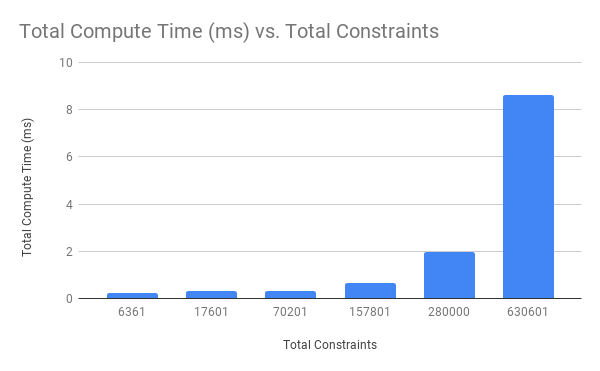 Total Compute Time (ms) vs. Total Constraints
Total Compute Time (ms)
10
8
6
4
2
0
6361 17601 70201 157801 280000 630601
Total Constraints